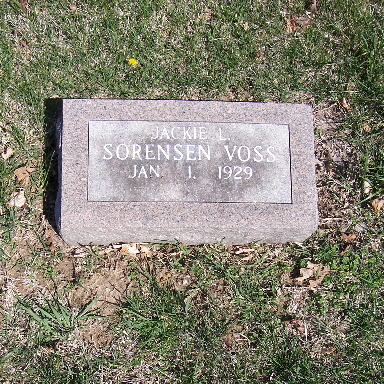 JACKIE L.
SORENSEN VOSS
JAN. 1. 1929